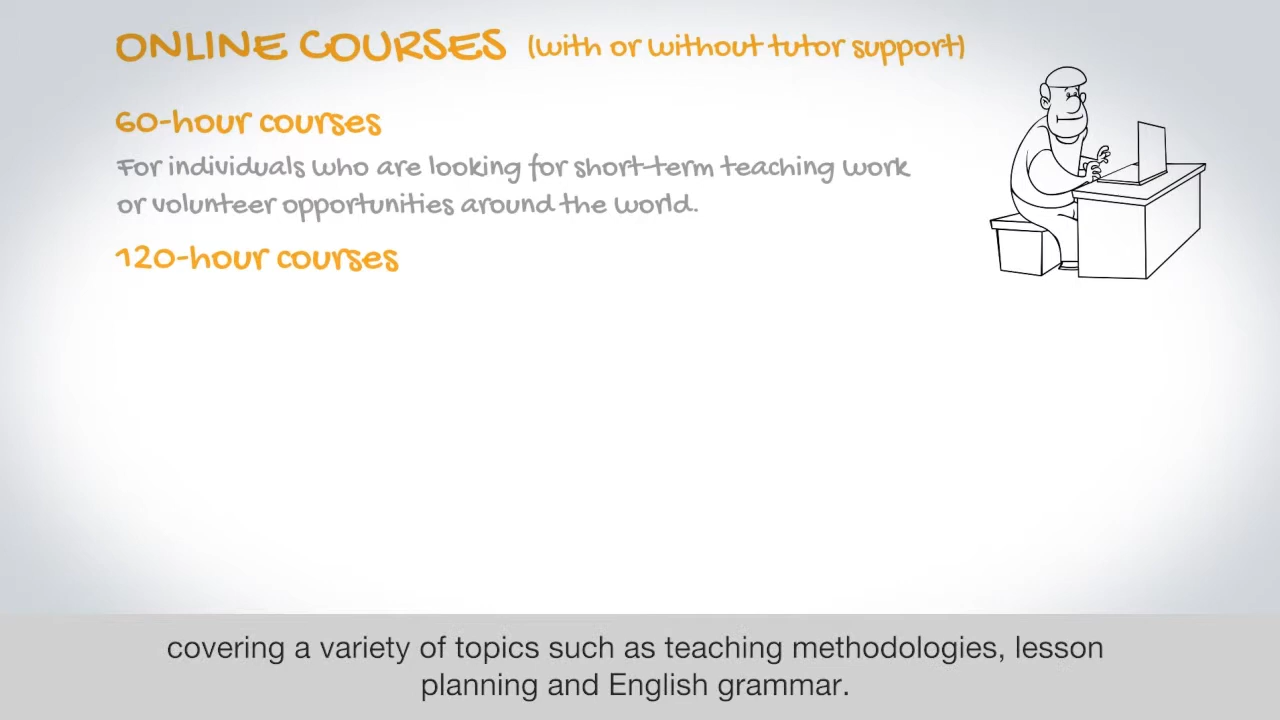 ONLINE COURSES (with or without tutor support)
60-hour courses
For individuals who are looking for short-term teaching work
or volunteer opportunities around the world.
120-hour courses
covering a variety of topics such as teaching methodologies, lesson
planning and English grammar.